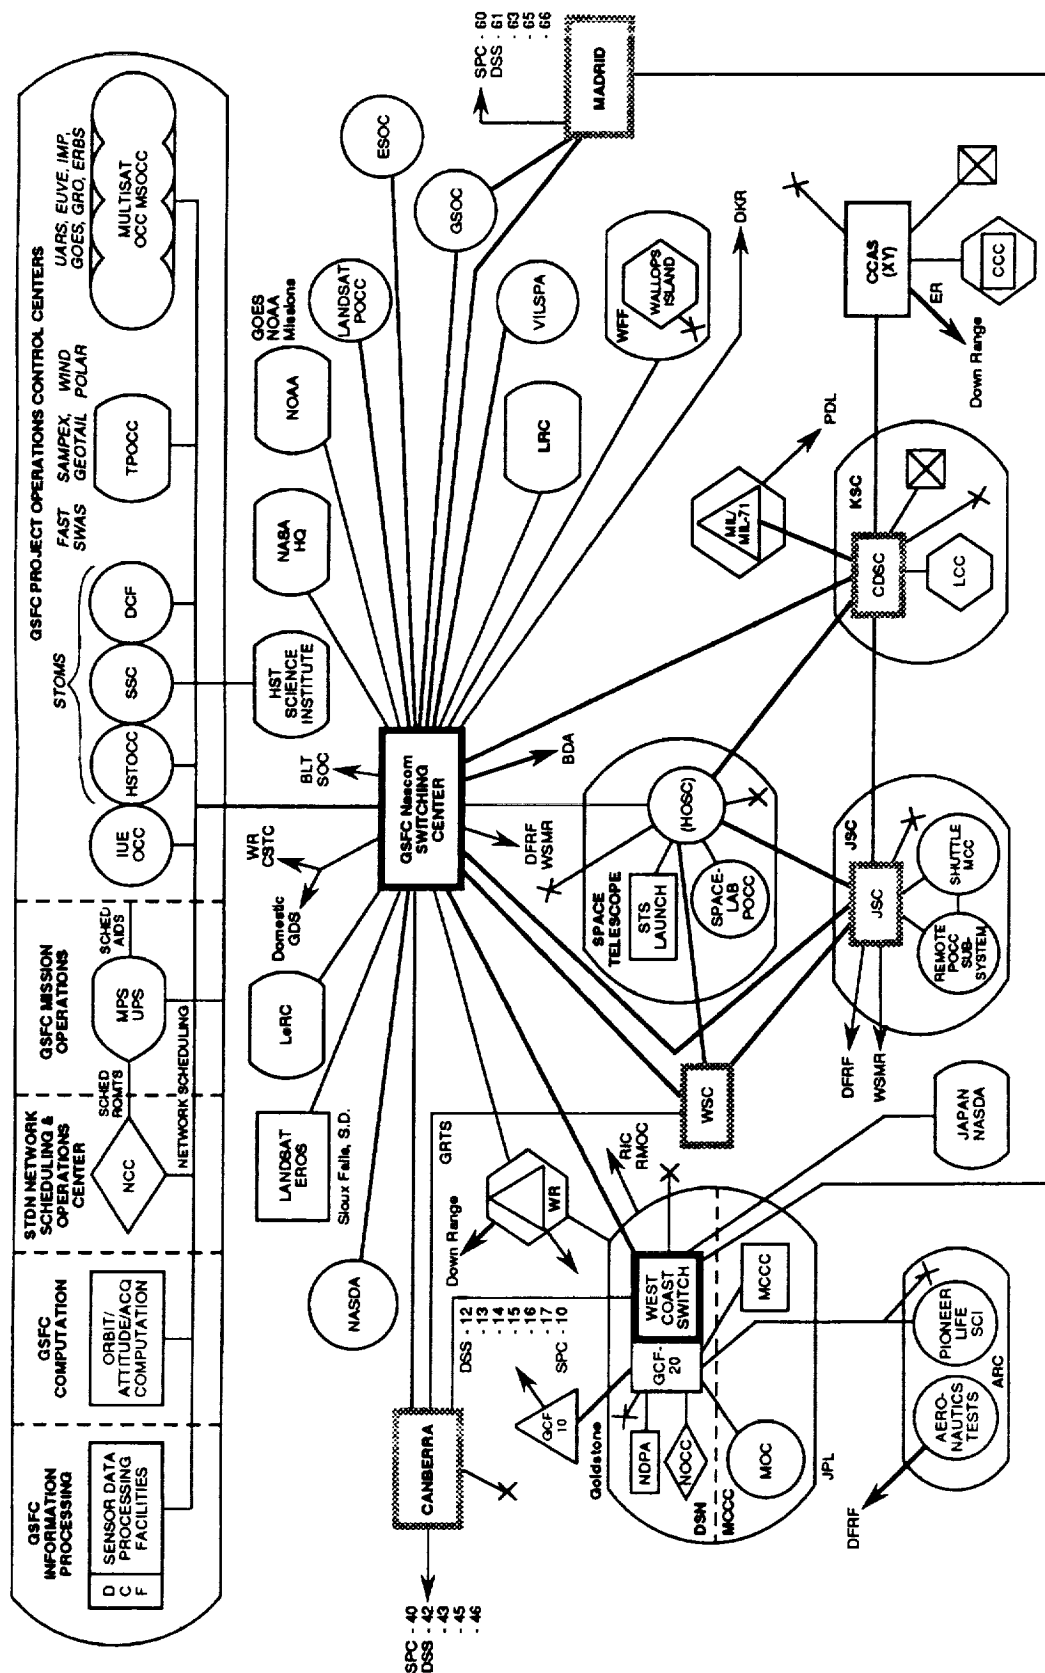 GSFC PROJECT OPERATIONS CONTROL CENTERS
GSFC INFORMATION PROCESSING
GSFC COMPUTATION
STDN NETWORK SCHEDULING & OPERATIONS CENTER
GSFC MISSION OPERATIONS
D C F
SENSOR DATA
PROCESSING
FACILITIES
ORBIT/
ATTITUDE/ACQ
COMPUTATION
NCC
SCHED
RQMTS
MPS
UPS
SCHED
AIDS
NETWORK SCHEDULING
IUE
OCC
HSTOCC
SSC
DCF
STOMS
FAST
SWAS
SAMPEX,
GEOTAIL
WIND
POLAR
TPOCC
UARS, EUVE, IMP,
GOES, GRO, ERBS
MULTISAT
OCC MSOCC
NASDA
LANDSAT
EROS
Sioux Falls, S.D.
LeRC
Domestic
GDS
WR
CSTC
BLT
SOC
HST
SCIENCE
INSTITUTE
NASA
HQ
NOAA
GOES
NOAA
Missions
LANDSAT
POCC
ESOC
GSOC
VILSPA
LRC
WFF
WALLOPS
ISLAND
DKR
SPC - 60
DSS - 61
- 63
- 65
- 66
MADRID
GSFC Nascom
SWITCHING
CENTER
DFRF
WSMR
BDA
GRTS
CANBERRA
SPC - 40
DSS - 42
- 43
- 45
- 46
DSS - 12
- 13
- 14
- 15
- 16
- 17
SPC - 10
Down Range
WR
GCF
10
Goldstone
RIC
RMOC
NDPA
NOCC
GCF-
20
WEST
COAST
SWITCH
DSN
MCCC
MOC
MCCC
JPL
WSC
SPACE
TELESCOPE
STS
LAUNCH
SPACE-
LAB
POCC
(HOSC)
MIL/
MIL-71
PDL
KSC
CDSC
LCC
CCAS
(XY)
ER
Down Range
CCC
JSC
JSC
SHUTTLE
MCC
REMOTE
POCC
SUB-
SYSTEM
DFRF
WSMR
JAPAN
NASDA
DFRF
AERO-
NAUTICS
TESTS
PIONEER
LIFE
SCI
ARC